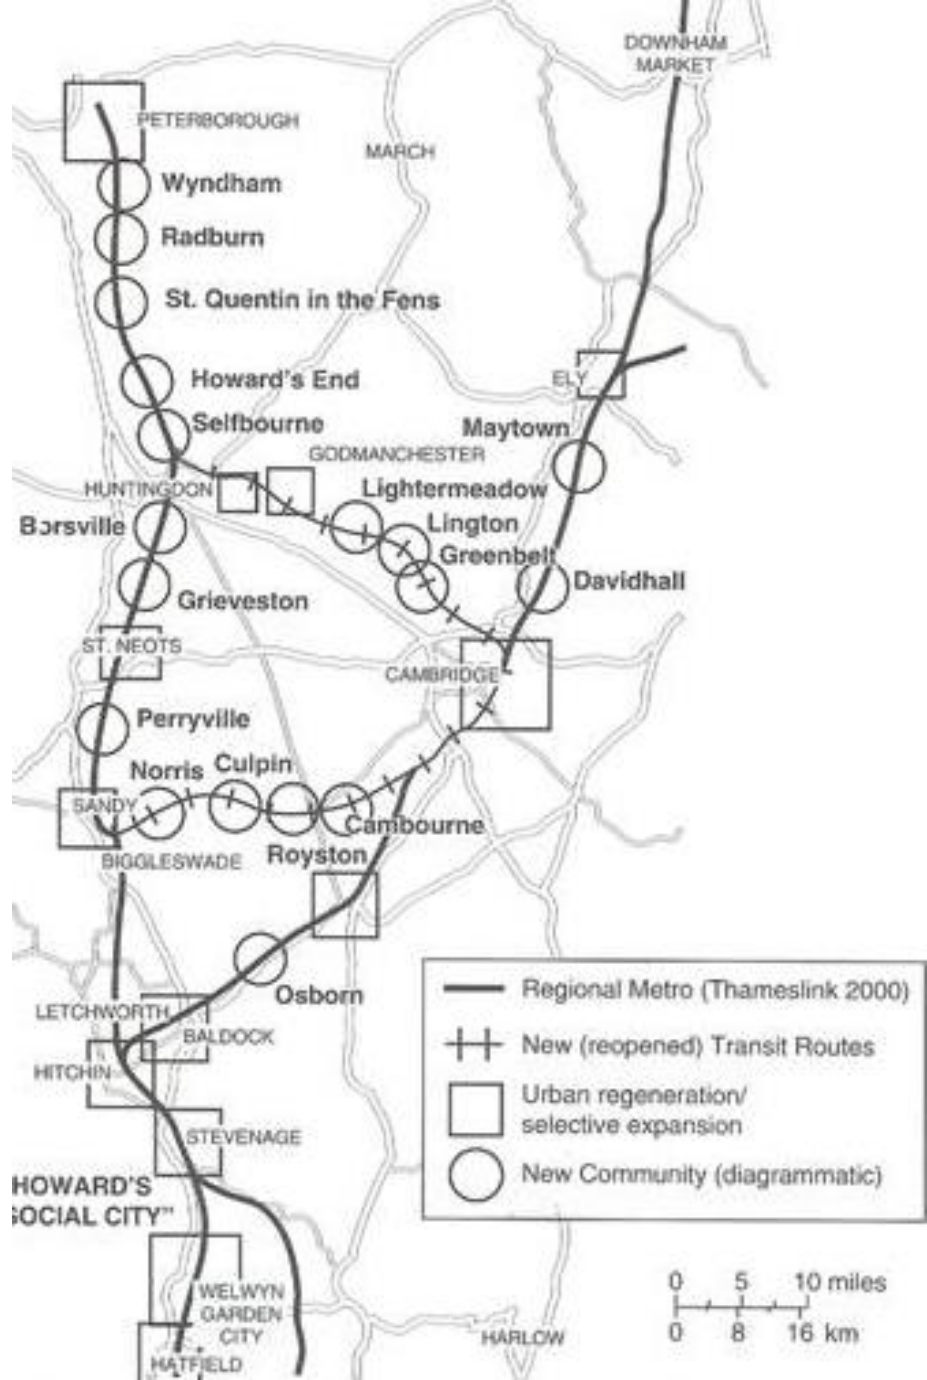 DOWNHAM
MARKET
PETERBOROUGH
MARCH
Wyndham
Radburn
St. Quentin in the Fens
Howard's End
ELY
Selfbourne
Maytown
GODMANCHESTER
HUNTINGDON
Lightermeadow
Borsville
Lington
Greenbelt
Davidhall
Grieveston
ST. NEOTS
CAMBRIDGE
Perryville
Norris
Culpin
SANDY
Cambourne
BIGGLESWADE
Royston
Osborn
LETCHWORTH
BALDOCK
HITCHIN
STEVENAGE
HOWARD'S
SOCIAL CITY"
WELWYN
GARDEN
CITY
HATFIELD
HARLOW
Regional Metro (Thameslink 2000)
New (reopened) Transit Routes
Urban regeneration/
selective expansion
New Community (diagrammatic)
0 5 10 miles
0 8 16 km